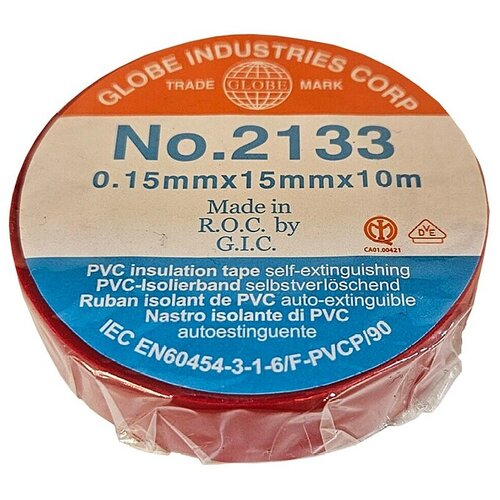 GLOBE INDUSTRIES CORP
TRADE GLOBE MARK
No.2133
0.15mmx15mmx10m
Made in
R.O.C. by
G.I.C.
CA01.00421
DVE
PVC insulation tape self-extinguishing
PVC-Isolierband selbstverlöschend
Ruban isolant de PVC auto-extinguible
Nastro isolante di PVC
autoestinguente
IEC EN60454-3-1-6/F-PVCP/90